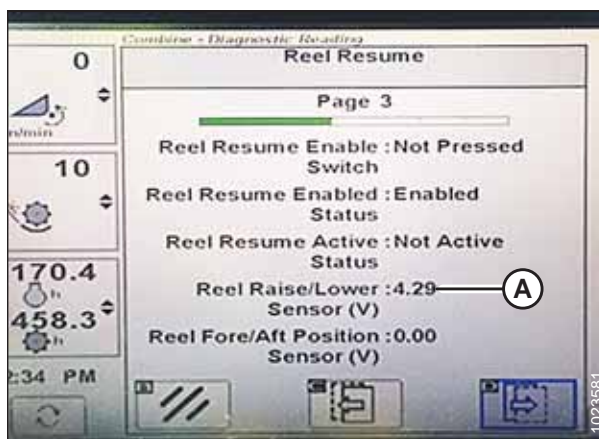 Combine - Diagnostic Reading
0
Reel Resume
Page 3
10
Reel Resume Enable :Not Pressed
Switch
Reel Resume Enabled :Enabled
Status
Reel Resume Active :Not Active
Status
170.4
h
Reel Raise/Lower :4.29
A
Sensor (V)
458.3
h
Reel Fore/Aft Position :0.00
Sensor (V)
:34 PM
1023581